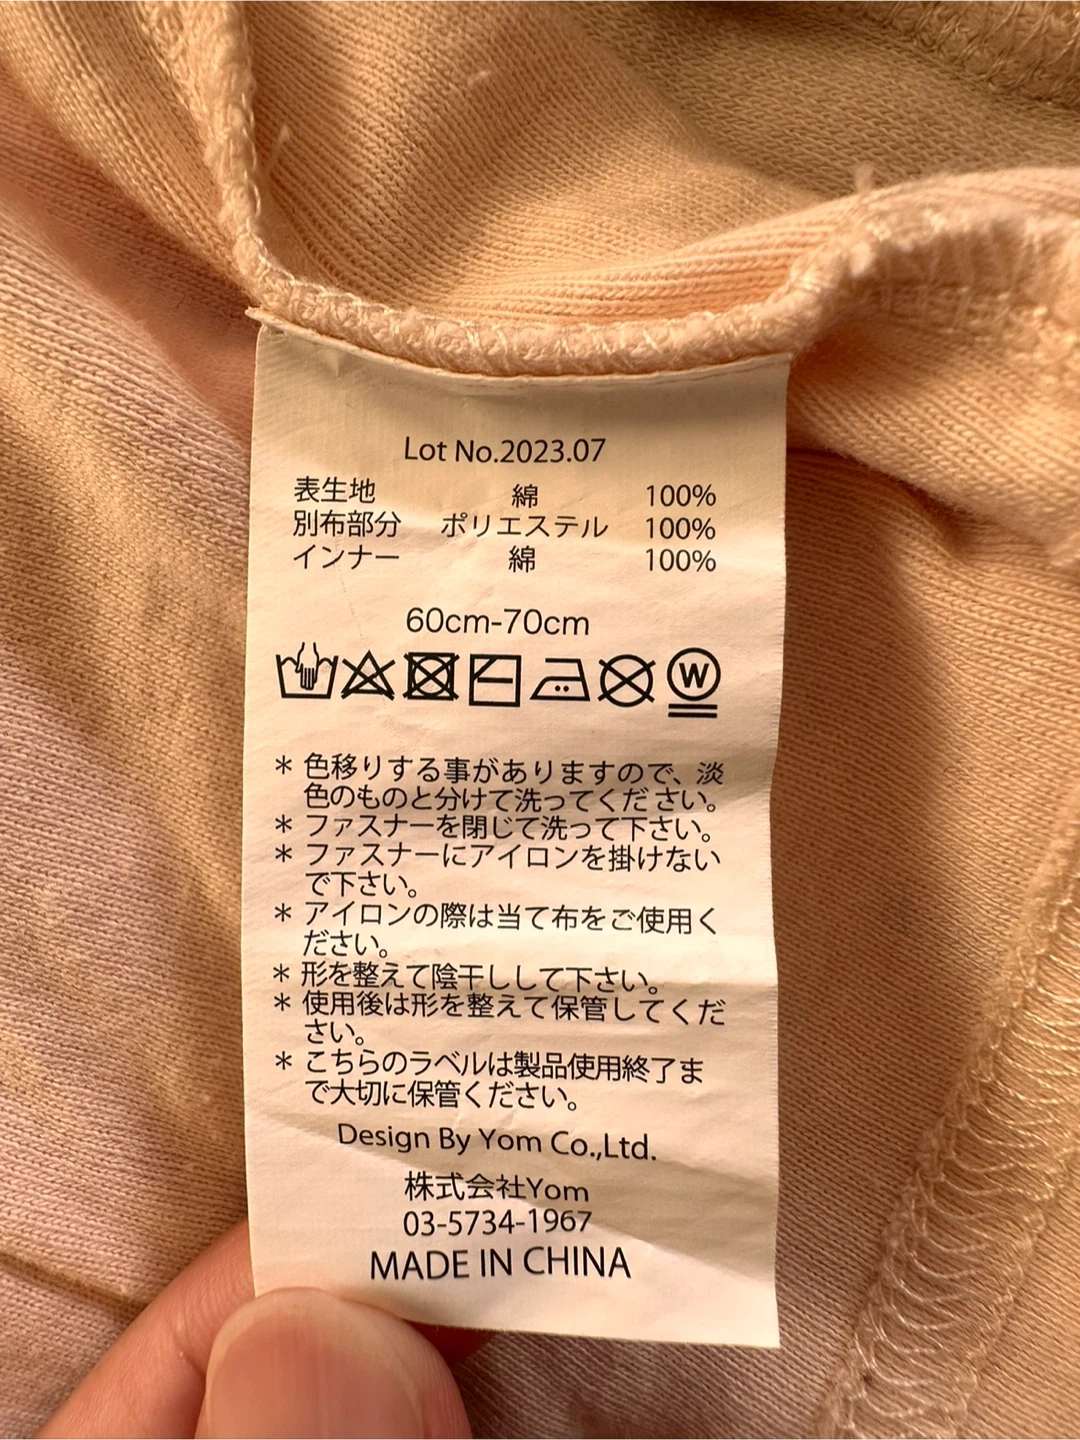 Lot No.2023.07
表生地 綿 100%
別布部分 ポリエステル 100%
インナー 綿 100%
60cm-70cm
W
＊ 色移りする事がありますので、淡
色のものと分けて洗ってください。
＊ ファスナーを閉じて洗って下さい。
＊ ファスナーにアイロンを掛けない
で下さい。
＊ アイロンの際は当て布をご使用く
ださい。
＊ 形を整えて陰干しして下さい。
＊ 使用後は形を整えて保管してくだ
さい。
＊ こちらのラベルは製品使用終了ま
で大切に保管ください。
Design By Yom Co.,Ltd.
株式会社Yom
03-5734-1967
MADE IN CHINA